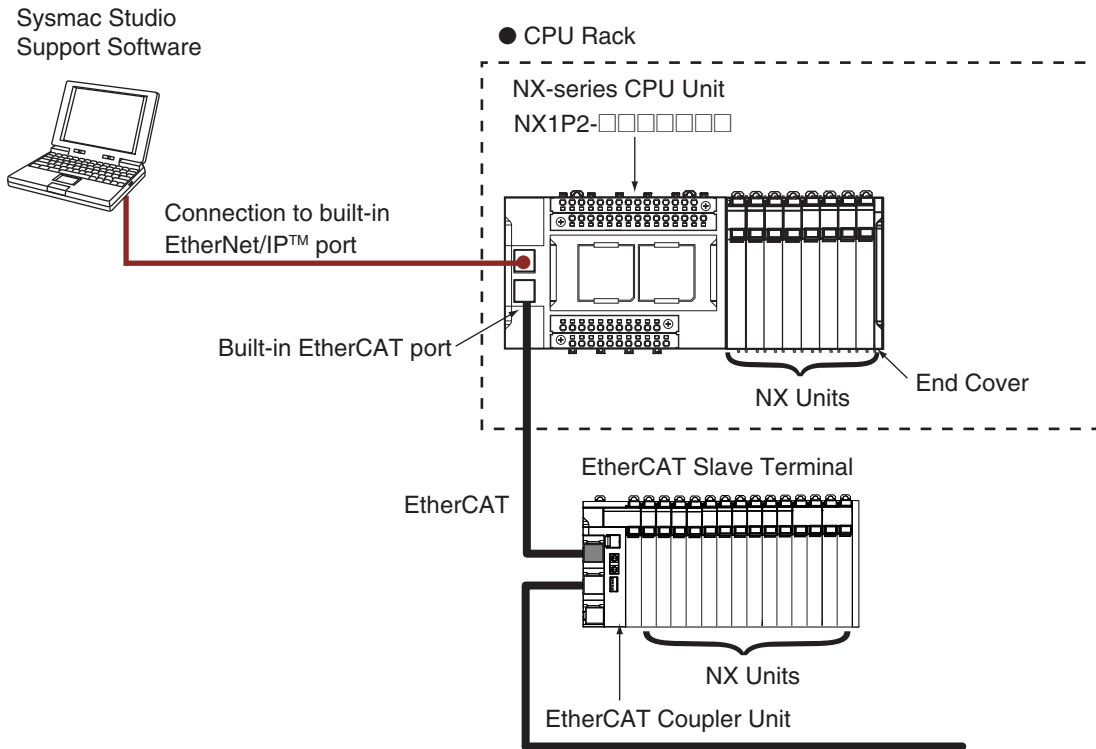 Sysmac Studio
Support Software
● CPU Rack
NX-series CPU Unit
NX1P2-□□□□□□□
Connection to built-in
EtherNet/IP™ port
Built-in EtherCAT port
NX Units
End Cover
EtherCAT Slave Terminal
EtherCAT
NX Units
EtherCAT Coupler Unit